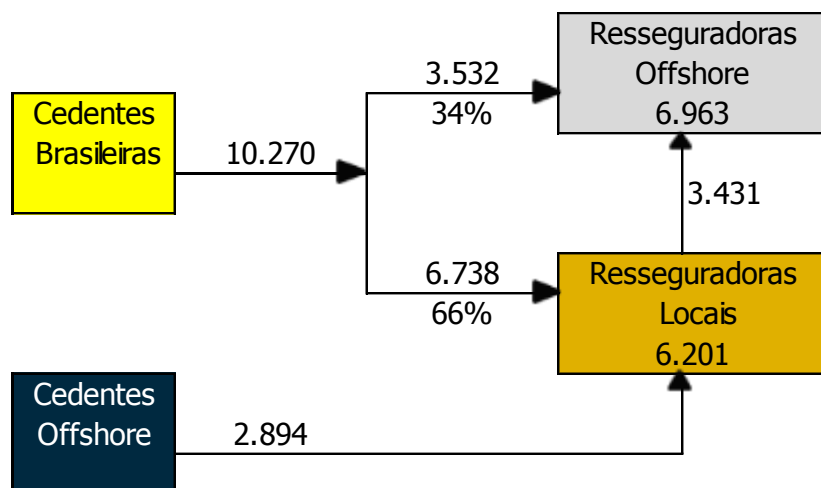 Cedentes
Brasileiras
10.270
3.532
34%
Resseguradoras
Offshore
6.963
3.431
6.738
66%
Resseguradoras
Locais
6.201
Cedentes
Offshore
2.894